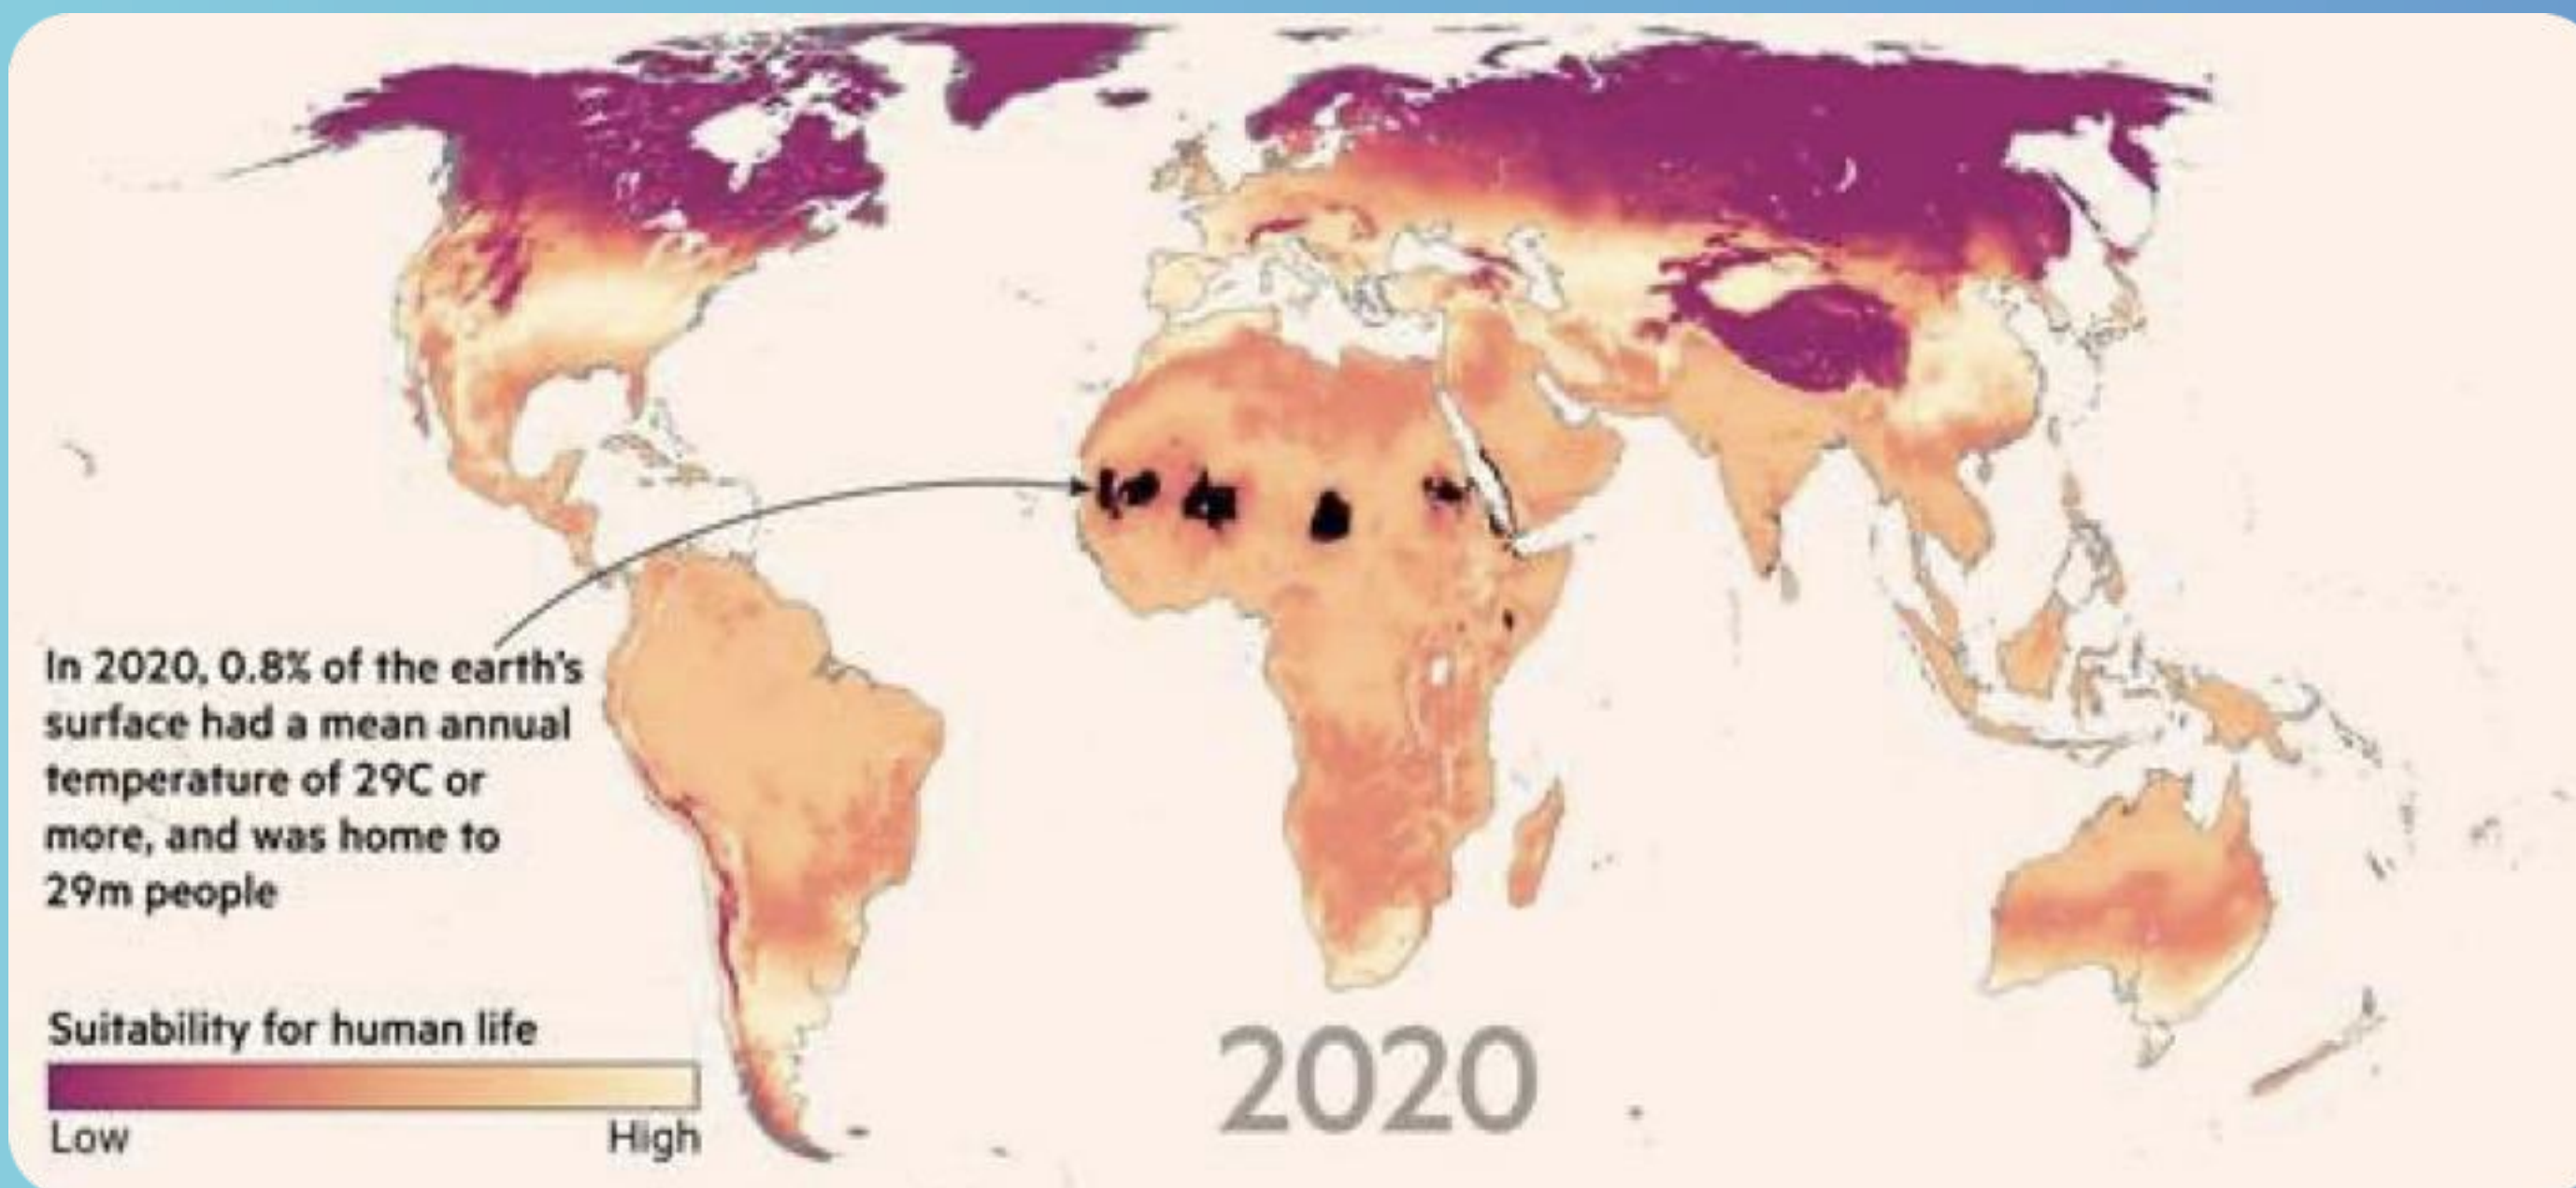 In 2020, 0.8% of the earth's
surface had a mean annual
temperature of 29C or
more, and was home to
29m people
Suitability for human life
Low High
2020